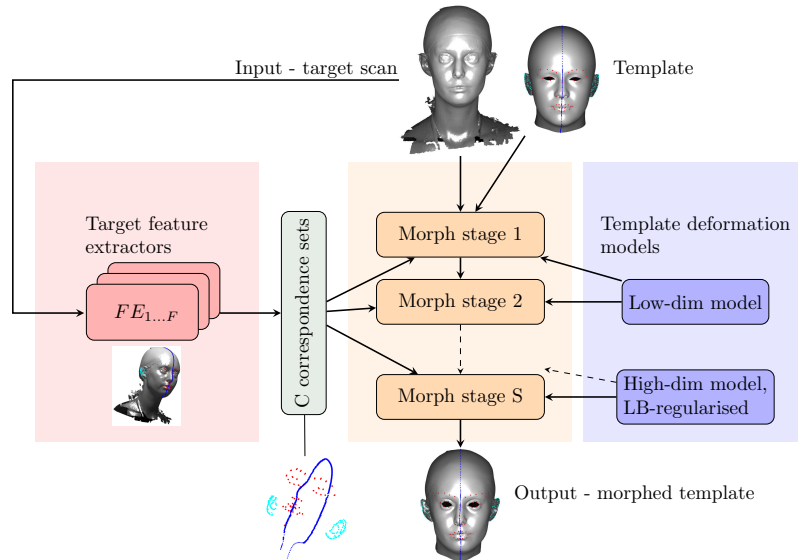 Input - target scan
Template
Target feature
extractors
FE1...F
C correspondence sets
Morph stage 1
Morph stage 2
Morph stage S
Template deformation
models
Low-dim model
High-dim model,
LB-regularised
Output - morphed template